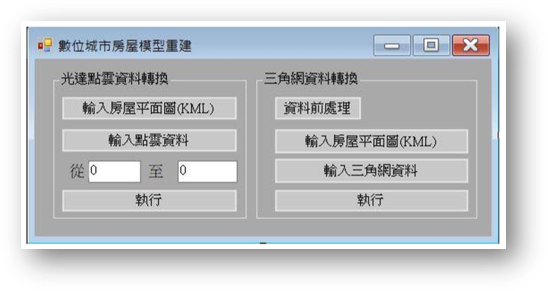 數位城市房屋模型重建
光達點雲資料轉換
輸入房屋平面圖(KML)
輸入點雲資料
從 0 至 0
執行
三角網資料轉換
資料前處理
輸入房屋平面圖(KML)
輸入三角網資料
執行